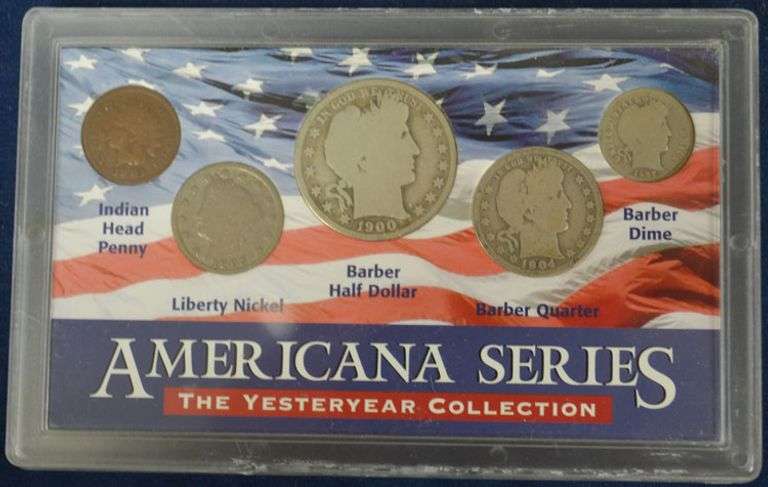 IN GOD WE TRUST
1900
1904
Indian
Head
Penny
Liberty Nickel
Barber
Half Dollar
Barber Quarter
Barber
Dime
AMERICANA SERIES
THE YESTERYEAR COLLECTION